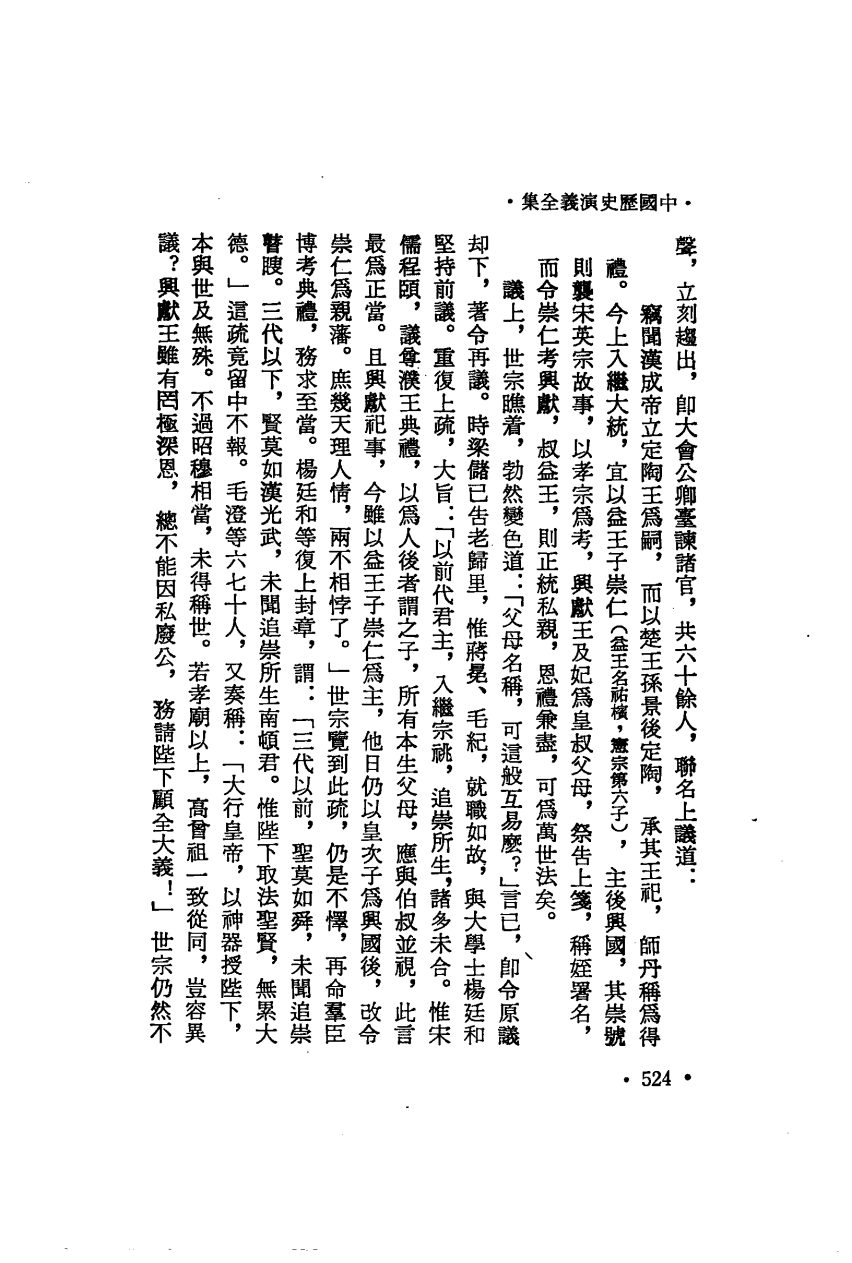 ・中國歷史演義全集・
聲，立刻趨出，卽大會公卿臺諫諸官，共六十餘人，聯名上議道：
竊聞漢成帝立定陶王爲嗣，而以楚王孫景後定陶，承其王祀，師丹稱爲得
禮。今上入繼大統，宜以益王子崇仁（益王名祐檳，憲宗第六子），主後興國，其崇號
則襲宋英宗故事，以孝宗爲考，興獻王及妃爲皇叔父母，祭告上箋，稱姪署名，
而令崇仁考興獻，叔益王，則正統私親，恩禮兼盡，可爲萬世法矣。
議上，世宗瞧着，勃然變色道：「父母名稱，可這般互易麼？」言已，卽令原議
却下，著令再議。時梁儲已告老歸里，惟蔣冕、毛紀，就職如故，與大學士楊廷和
堅持前議。重復上疏，大旨：「以前代君主，入繼宗祧，追崇所生，諸多未合。惟宋
儒程頤，議尊濮王典禮，以爲人後者謂之子，所有本生父母，應與伯叔並視，此言
最爲正當。且興獻祀事，今雖以益王子崇仁爲主，他日仍以皇次子爲興國後，改令
崇仁爲親藩。庶幾天理人情，兩不相悖了。」世宗覽到此疏，仍是不懌，再命羣臣
博考典禮，務求至當。楊廷和等復上封章，謂：「三代以前，聖莫如舜，未聞追崇
瞽瞍。三代以下，賢莫如漢光武，未聞追崇所生南頓君。惟陛下取法聖賢，無累大
德。」這疏竟留中不報。毛澄等六七十人，又奏稱：「大行皇帝，以神器授陛下，
本與世及無殊。不過昭穆相當，未得稱世。若孝廟以上，高曾祖一致從同，豈容異
議？興獻王雖有罔極深恩，總不能因私廢公，務請陛下顧全大義！」世宗仍然不
・524・